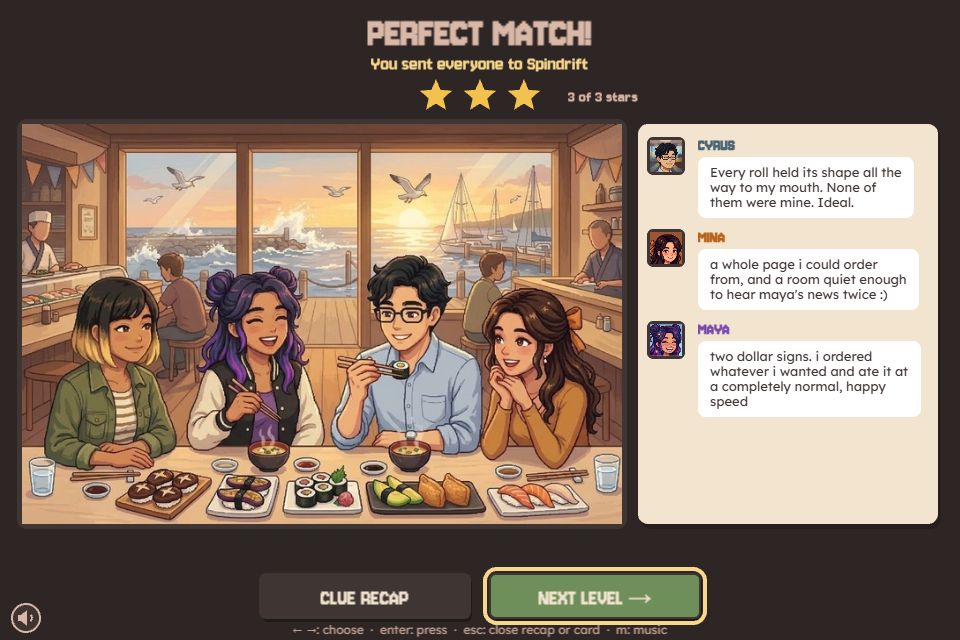 PERFECT MATCH!
You sent everyone to Spindrift
3 of 3 stars
CYRUS
Every roll held its shape all the
way to my mouth. None of
them were mine. Ideal.
MINA
a whole page i could order
from, and a room quiet enough
to hear maya's news twice :)
MAYA
two dollar signs. i ordered
whatever i wanted and ate it at
a completely normal, happy
speed
CLUE RECAP
NEXT LEVEL →
← →: choose · enter: press · esc: close recap or card · m: music